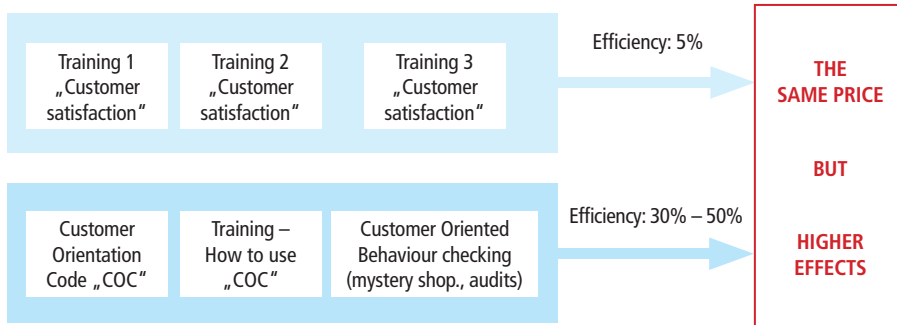 Training 1
„Customer
satisfaction“
Training 2
„Customer
satisfaction“
Training 3
„Customer
satisfaction“
Efficiency: 5%
Customer
Orientation
Code „COC“
Training –
How to use
„COC“
Customer Oriented
Behaviour checking
(mystery shop., audits)
Efficiency: 30% – 50%
THE
SAME PRICE
BUT
HIGHER
EFFECTS